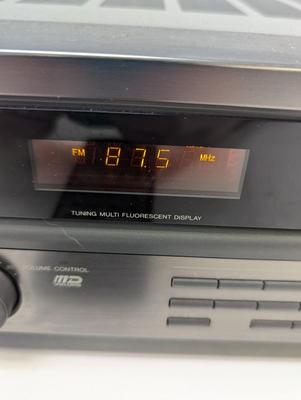 FM 87.5 MHz
TUNING MULTI FLUORESCENT DISPLAY
VOLUME CONTROL